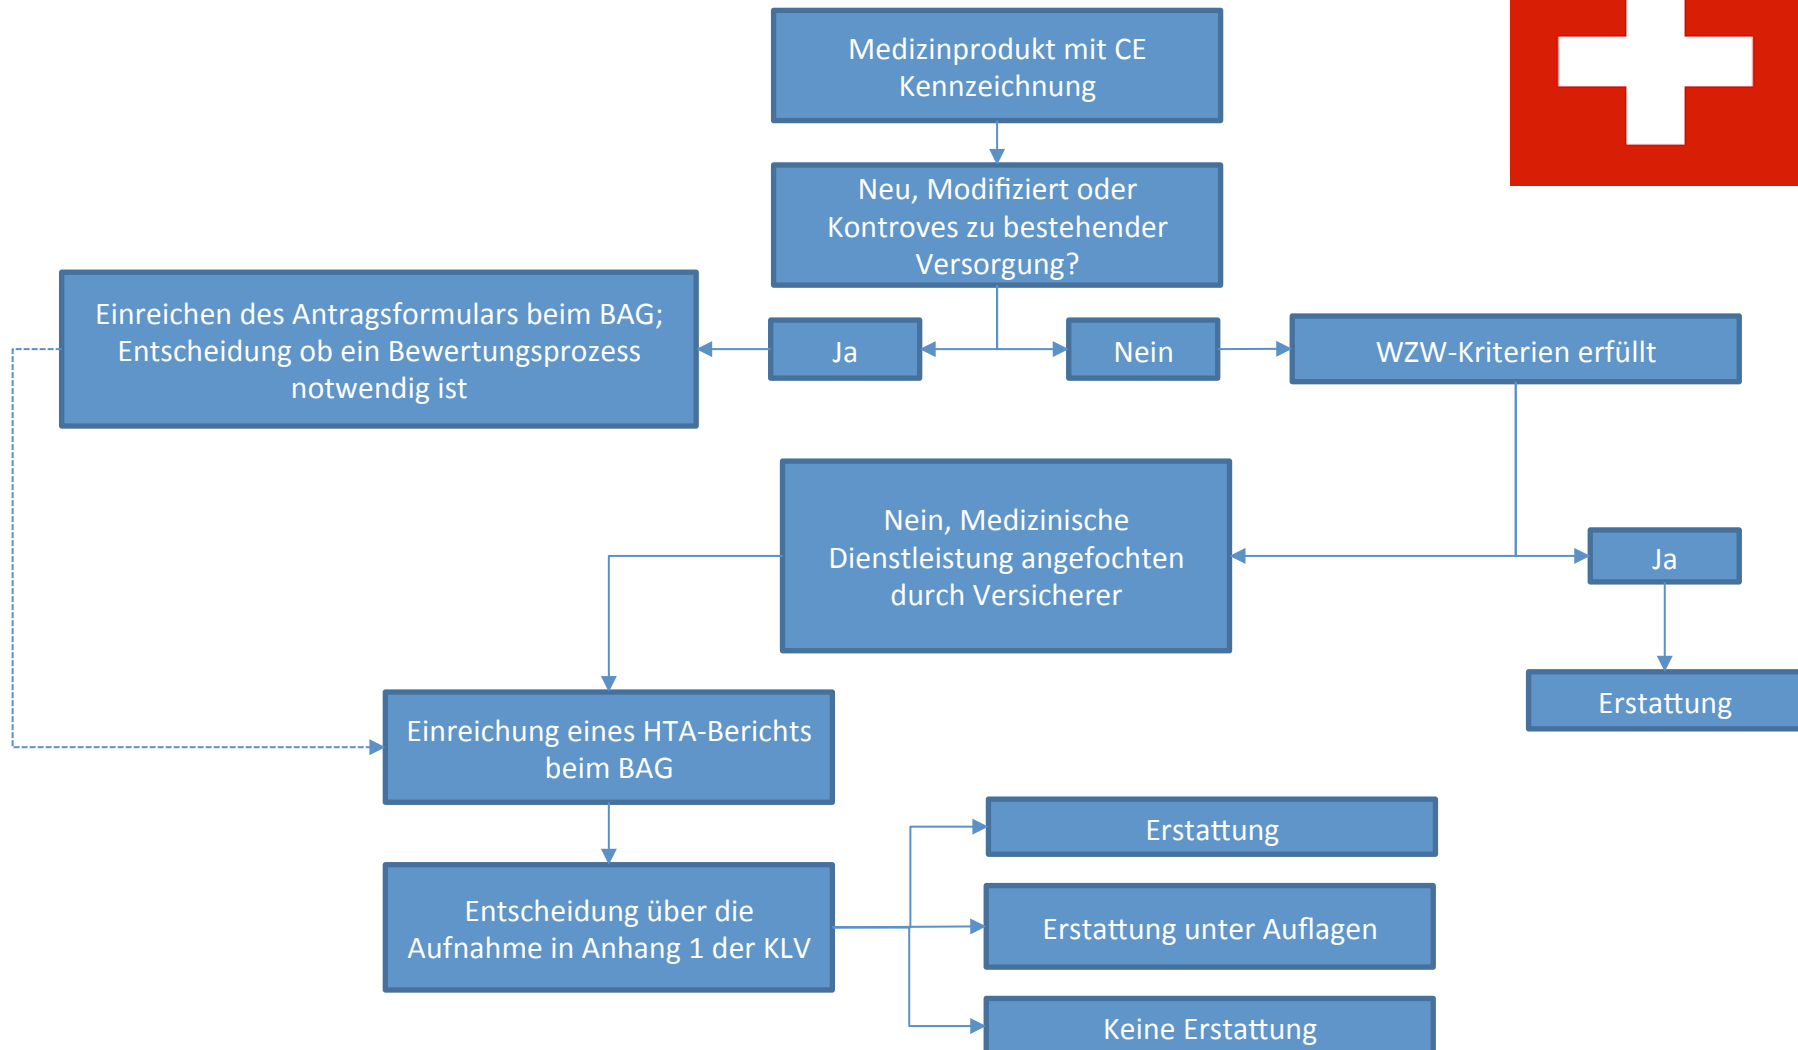 Medizinprodukt mit CE
Kennzeichnung
Neu, Modifiziert oder
Kontroves zu bestehender
Versorgung?
Einreichen des Antragsformulars beim BAG;
Entscheidung ob ein Bewertungsprozess
notwendig ist
Ja
Nein
WZW-Kriterien erfüllt
Nein, Medizinische
Dienstleistung angefochten
durch Versicherer
Ja
Erstattung
Einreichung eines HTA-Berichts
beim BAG
Erstattung
Entscheidung über die
Aufnahme in Anhang 1 der KLV
Erstattung unter Auflagen
Keine Erstattung